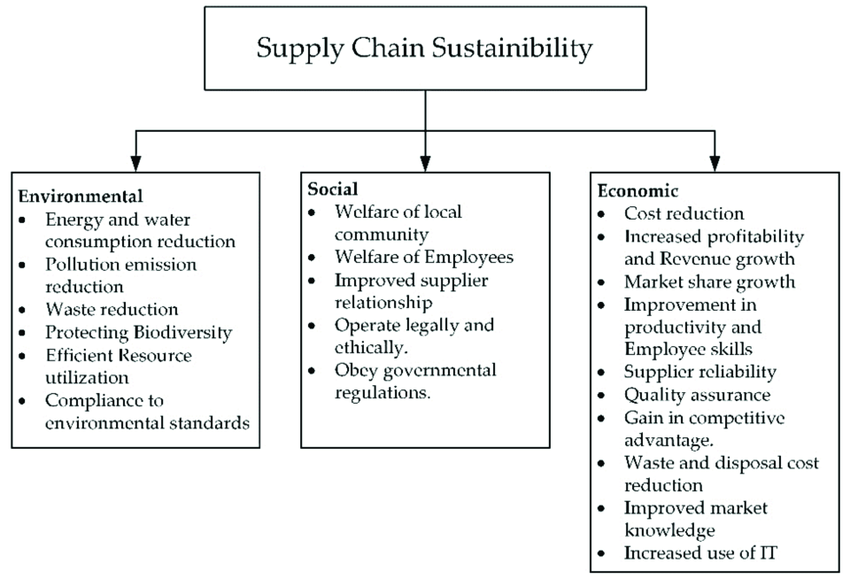 Supply Chain Sustainibility
Environmental
• Energy and water
consumption reduction
• Pollution emission
reduction
• Waste reduction
• Protecting Biodiversity
• Efficient Resource
utilization
• Compliance to
environmental standards
Social
• Welfare of local
community
• Welfare of Employees
• Improved supplier
relationship
• Operate legally and
ethically.
• Obey governmental
regulations.
Economic
• Cost reduction
• Increased profitability
and Revenue growth
• Market share growth
• Improvement in
productivity and
Employee skills
• Supplier reliability
• Quality assurance
• Gain in competitive
advantage.
• Waste and disposal cost
reduction
• Improved market
knowledge
• Increased use of IT